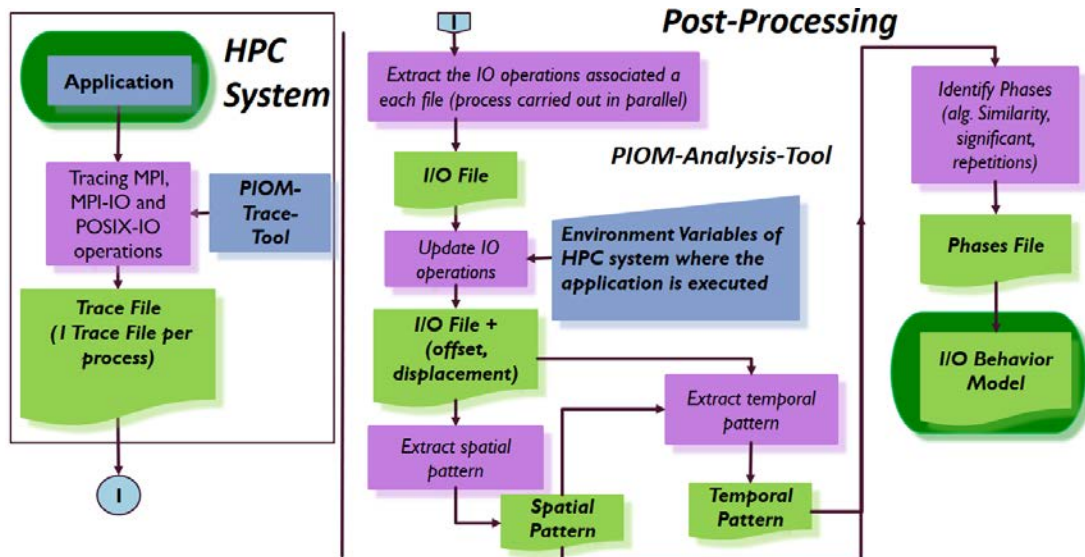 HPC
System
Application
Tracing MPI,
MPI-IO and
POSIX-IO
operations
PIOM-
Trace-
Tool
Trace File
(1 Trace File per
process)
1
Post-Processing
1
Extract the IO operations associated a
each file (process carried out in parallel)
PIOM-Analysis-Tool
I/O File
Update IO
operations
Environment Variables of
HPC system where the
application is executed
I/O File +
(offset,
displacement)
Extract spatial
pattern
Spatial
Pattern
Extract temporal
pattern
Temporal
Pattern
Identify Phases
(alg. Similarity,
significant,
repetitions)
Phases File
I/O Behavior
Model